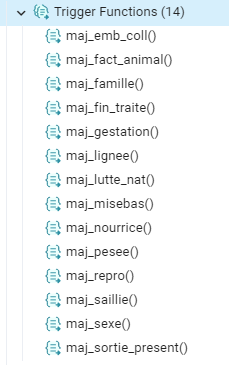 Trigger Functions (14)
maj_emb_coll()
maj_fact_animal()
maj_famille()
maj_fin_traite()
maj_gestation()
maj_lignee()
maj_lutte_nat()
maj_misebas()
maj_nourrice()
maj_pesee()
maj_repro()
maj_saillie()
maj_sexe()
maj_sortie_present()